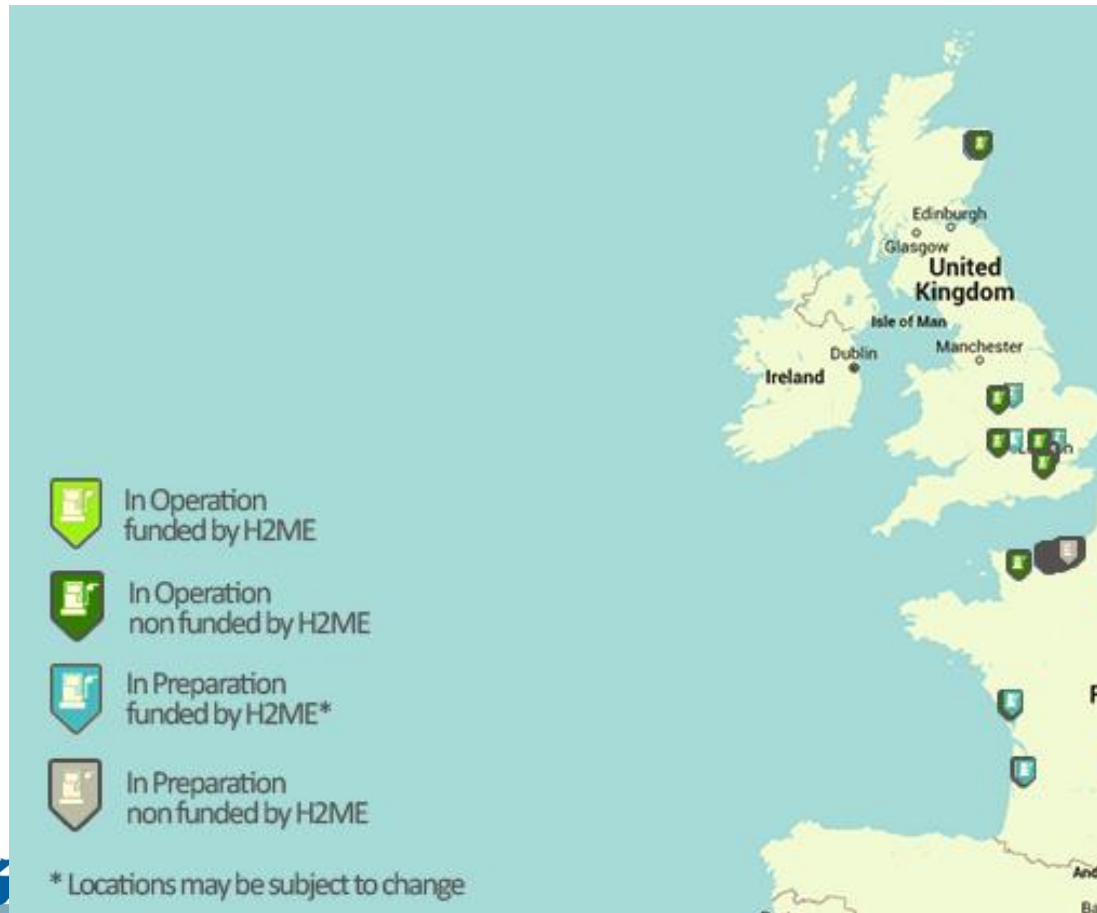 Edinburgh
Glasgow
United
Kingdom
Isle of Man
Manchester
Dublin
Ireland
In Operation
funded by H2ME
In Operation
non funded by H2ME
In Preparation
funded by H2ME*
In Preparation
non funded by H2ME
* Locations may be subject to change